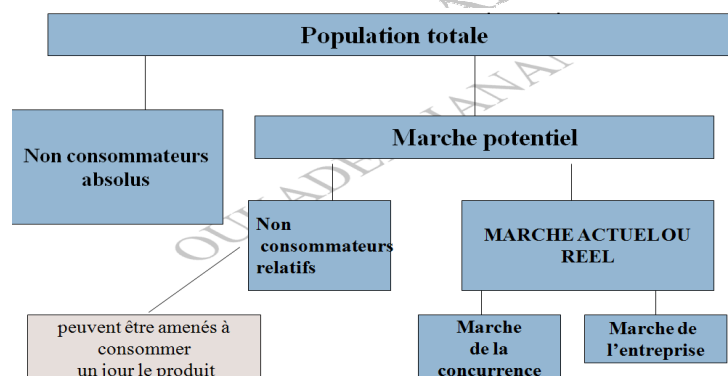 Population totale
Non consommateurs
absolus
Marche potentiel
Non
consommateurs
relatifs
MARCHE ACTUEL OU
REEL
peuvent être amenés à
consommer
un jour le produit
Marche
de la
concurrence
Marche de
l'entreprise